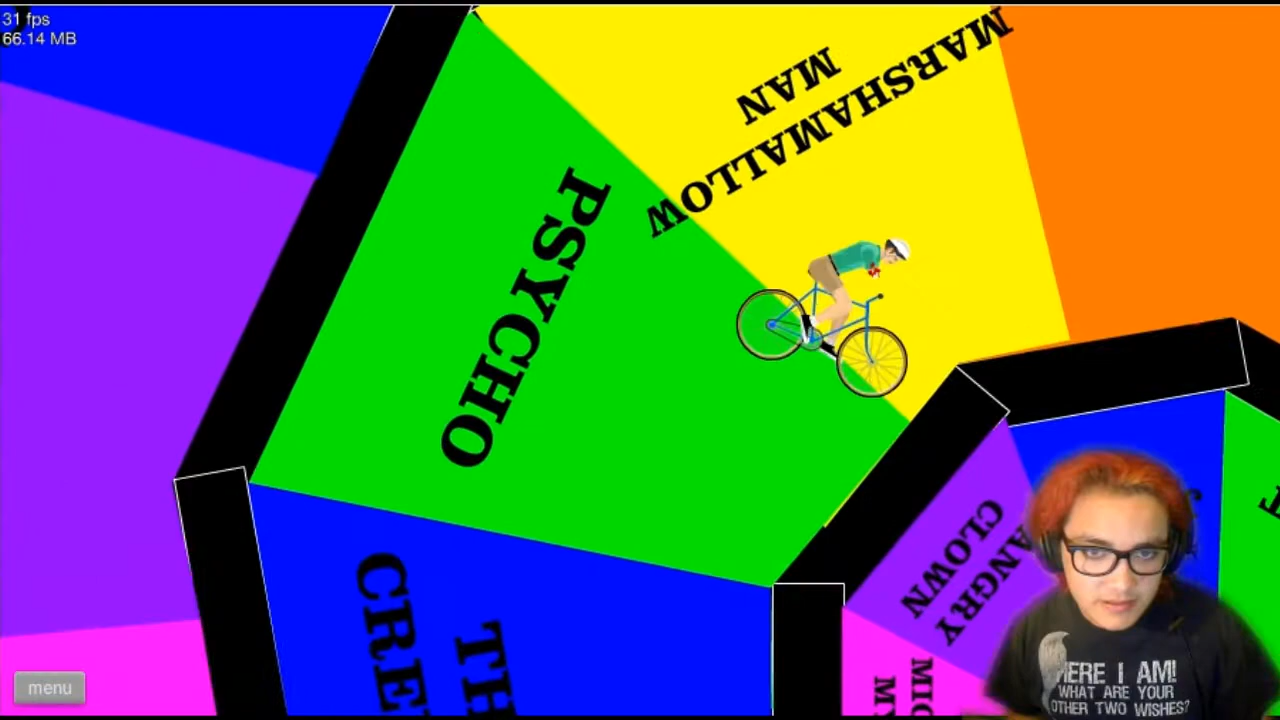 31 fps
66.14 MB
MARSHAMALLOW
MAN
PSYCHO
ANGRY
CLOWN
menu
HERE I AM!
WHAT ARE YOUR
OTHER TWO WISHES?